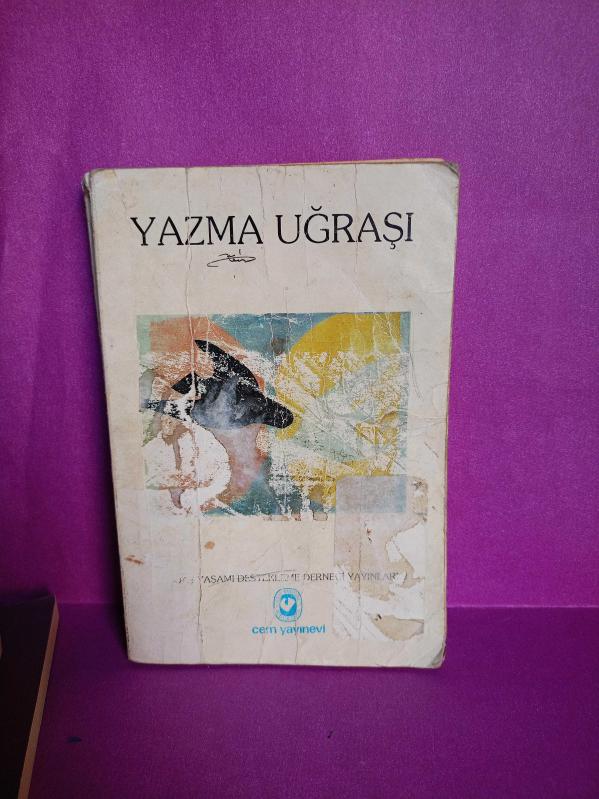 YAZMA UĞRAŞI
YAŞAMI DESTEKLEME DERNEĞİ YAYINLARI
cem yayınevi